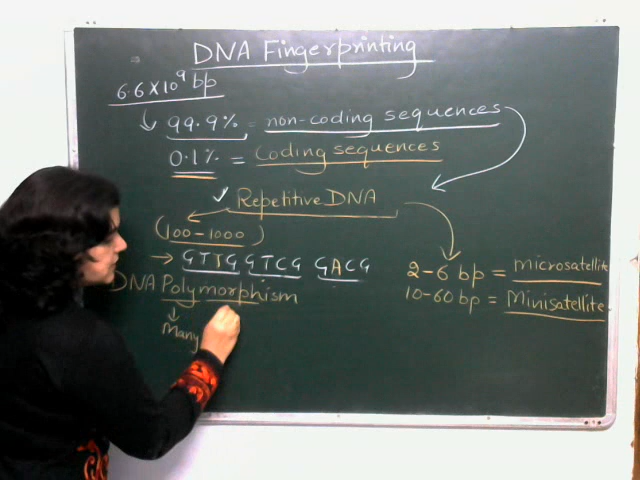 DNA Fingerprinting
6.6 x 10⁹ bp
↓ 99.9% = non-coding sequences
0.1% = Coding sequences
✓ Repetitive DNA
(100-1000)
→ GTTG GTCG GACG
2-6 bp = microsatellite
DNA Polymorphism
10-60 bp = Minisatellite
↓
Many